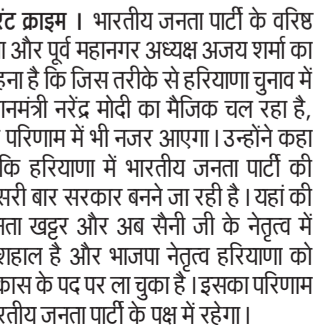 रंट क्राइम । भारतीय जनता पार्टी के वरिष्ठ
और पूर्व महानगर अध्यक्ष अजय शर्मा का
है कि जिस तरीके से हरियाणा चुनाव में
नरेंद्र मोदी का मैजिक चल रहा है,
परिणाम में भी नजर आएगा । उन्होंने कहा
कि हरियाणा में भारतीय जनता पार्टी की
सरी बार सरकार बनने जा रही है । यहां की
नता खट्टर और अब सैनी जी के नेतृत्व में
शहाल है और भाजपा नेतृत्व हरियाणा को
कास के पद पर ला चुका है । इसका परिणाम
रतीय जनता पार्टी के पक्ष में रहेगा ।